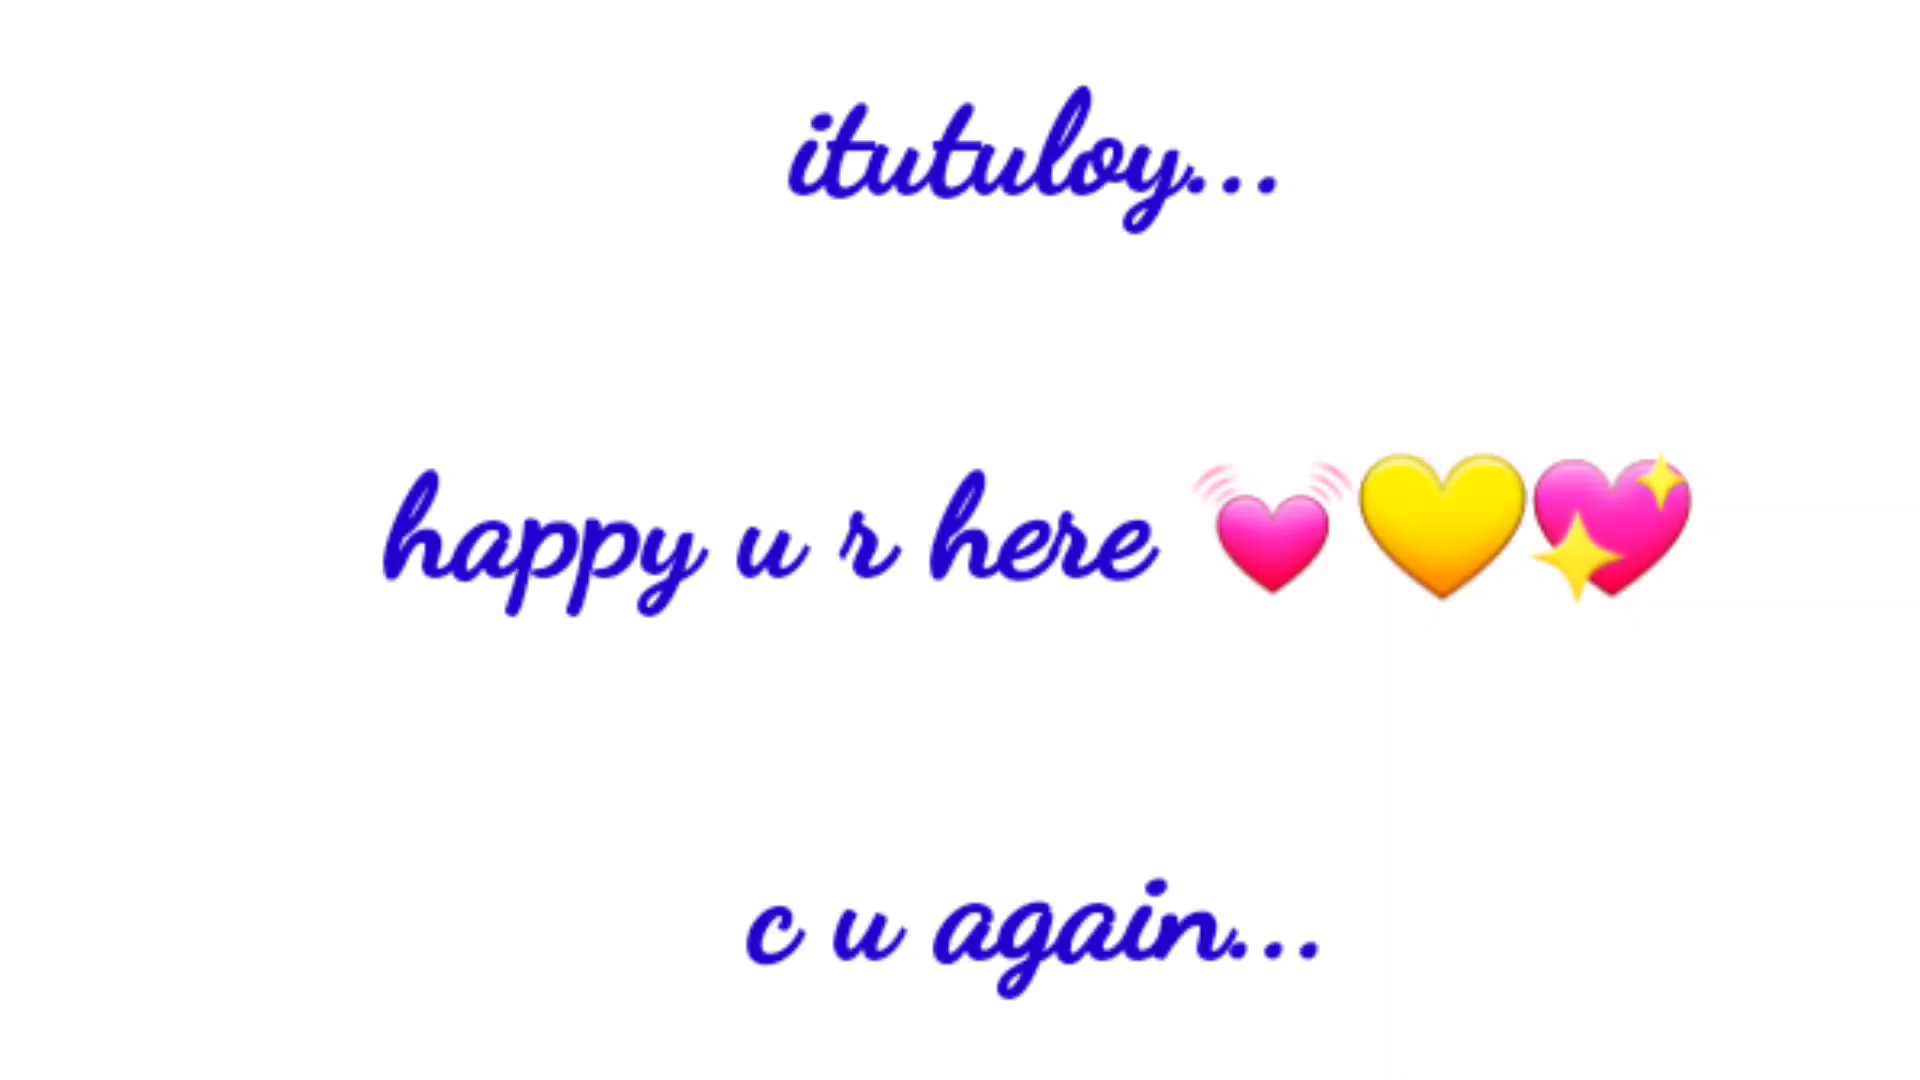 itutuloy...
happy u r here 💓💛💖
c u again...